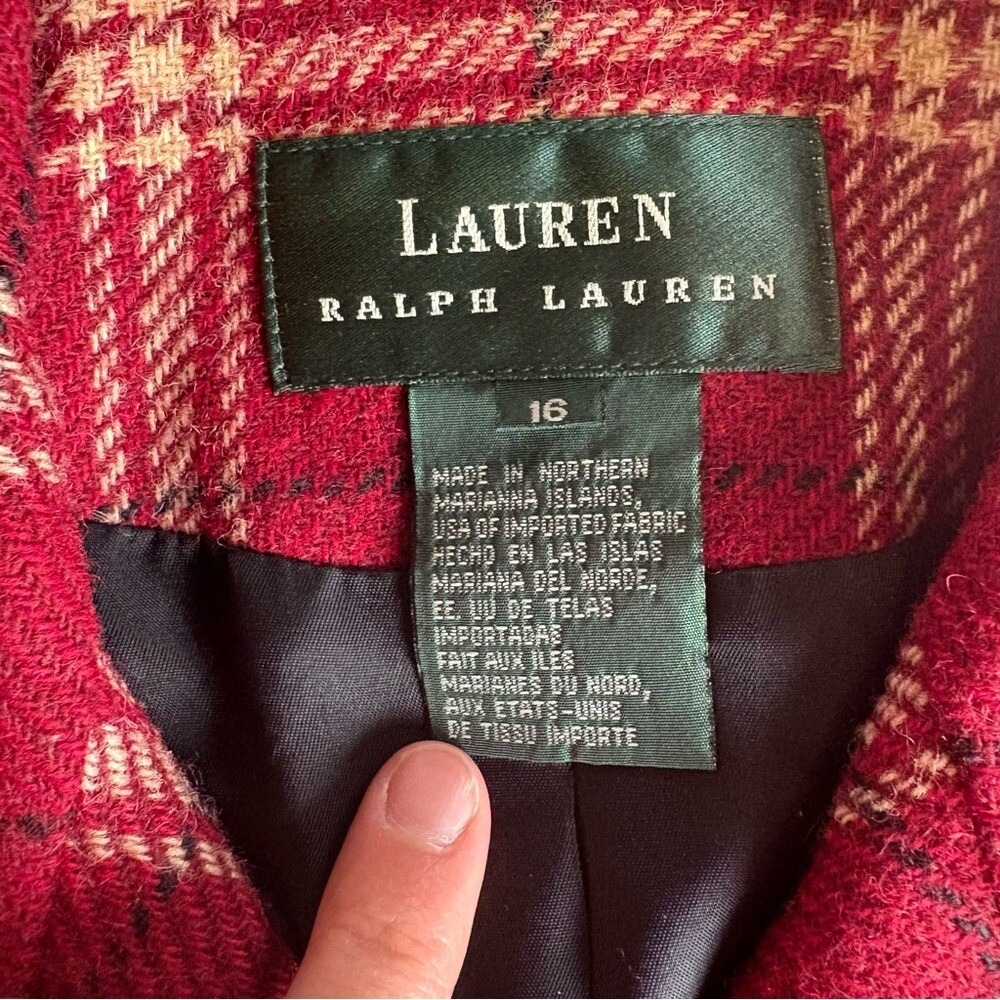 LAUREN
RALPH LAUREN
16
MADE IN NORTHERN
MARIANNA ISLANDS,
USA OF IMPORTED FABRIC
HECHO EN LAS ISLAS
MARIANA DEL NORDE,
EE. UU DE TELAS
IMPORTADAS
FAIT AUX ILES
MARIANES DU NORD,
AUX ETATS-UNIS
DE TISSU IMPORTE